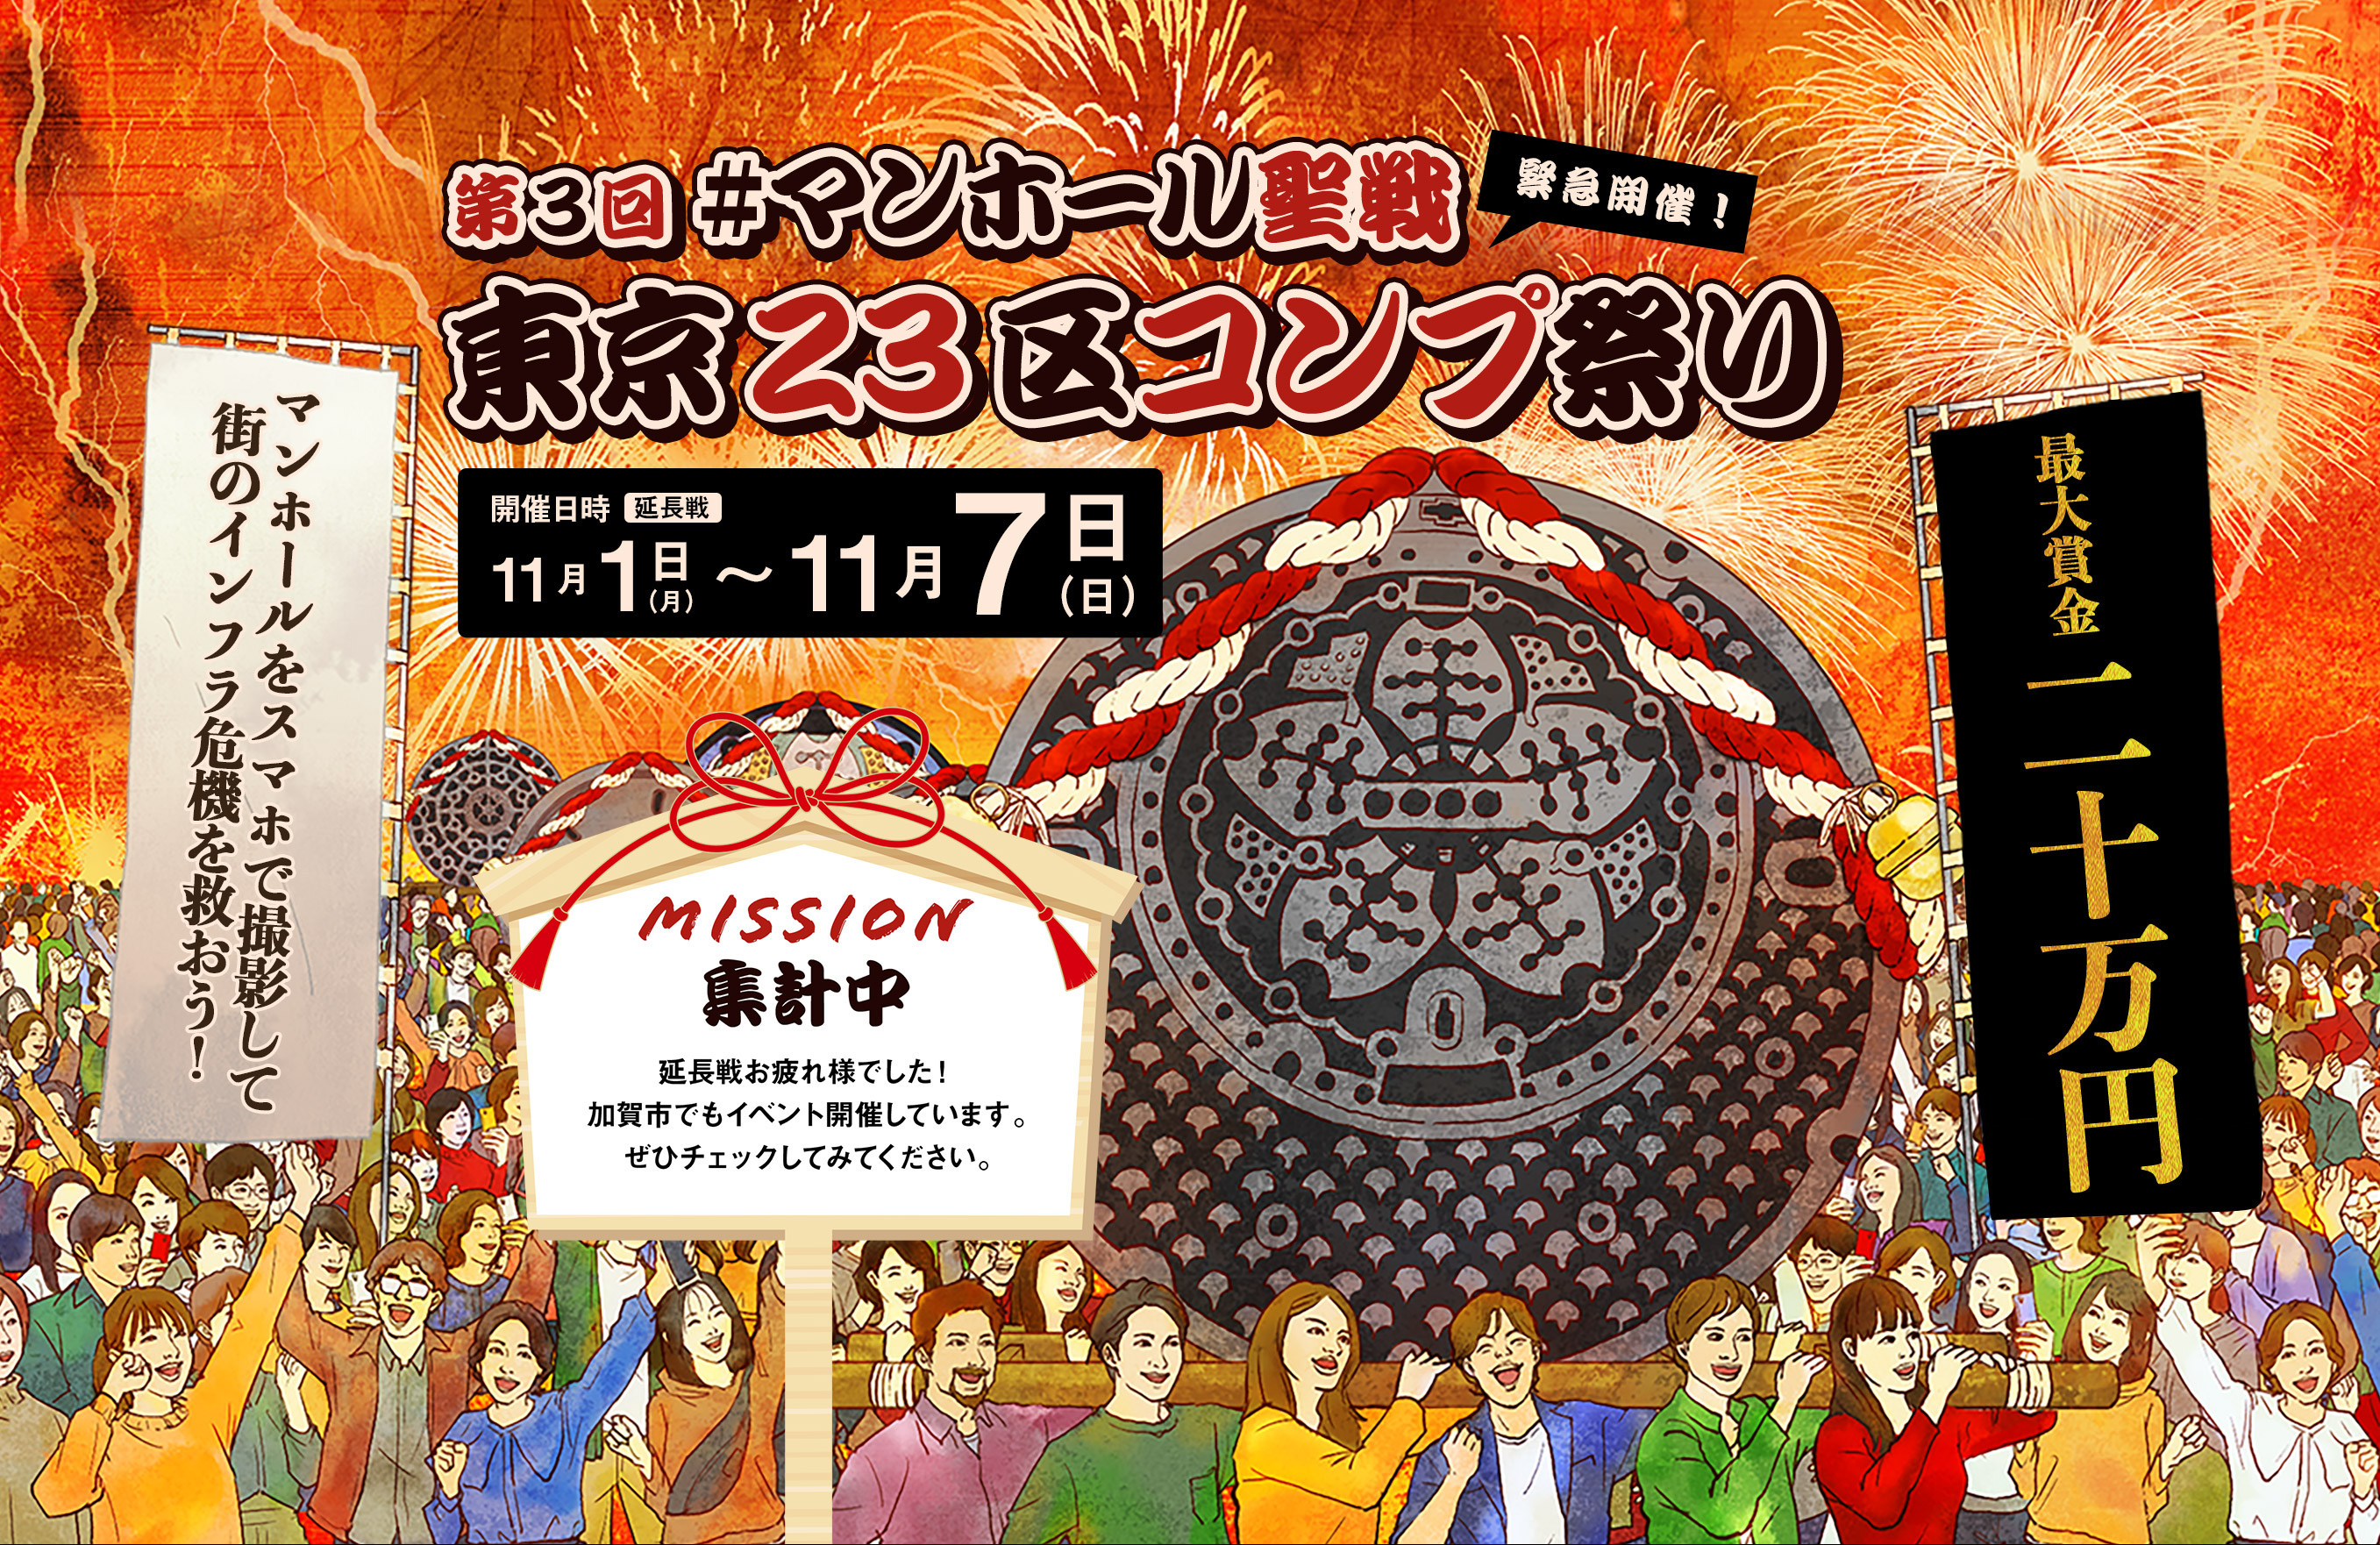 第3回 #マンホール聖戦
緊急開催!
東京23区コンプ祭り
開催日時 延長戦
11月1日(月)〜11月7日(日)
マンホールをスマホで撮影して
街のインフラ危機を救おう!
最大賞金 二十万円
MISSION
集計中
延長戦お疲れ様でした!
加賀市でもイベント開催しています。
ぜひチェックしてみてください。